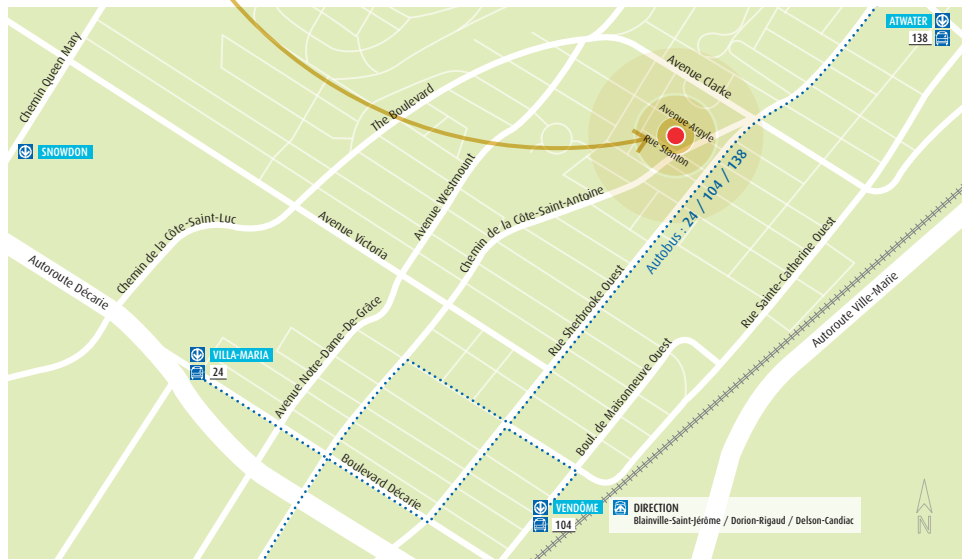 ATWATER
138
Chemin Queen Mary
Avenue Clarke
The Boulevard
Avenue Argyle
Rue Stanton
SNOWDON
Autobus : 24 / 104 / 138
Avenue Westmount
Chemin de la Côte-Saint-Antoine
Chemin de la Côte-Saint-Luc
Avenue Victoria
Autoroute Décarie
Rue Sherbrooke Ouest
Rue Sainte-Catherine Ouest
Autoroute Ville-Marie
VILLA-MARIA
24
Avenue Notre-Dame-De-Grâce
Boul. de Maisonneuve Ouest
Boulevard Décarie
VENDÔME
104
DIRECTION
Blainville-Saint-Jérôme / Dorion-Rigaud / Delson-Candiac
N